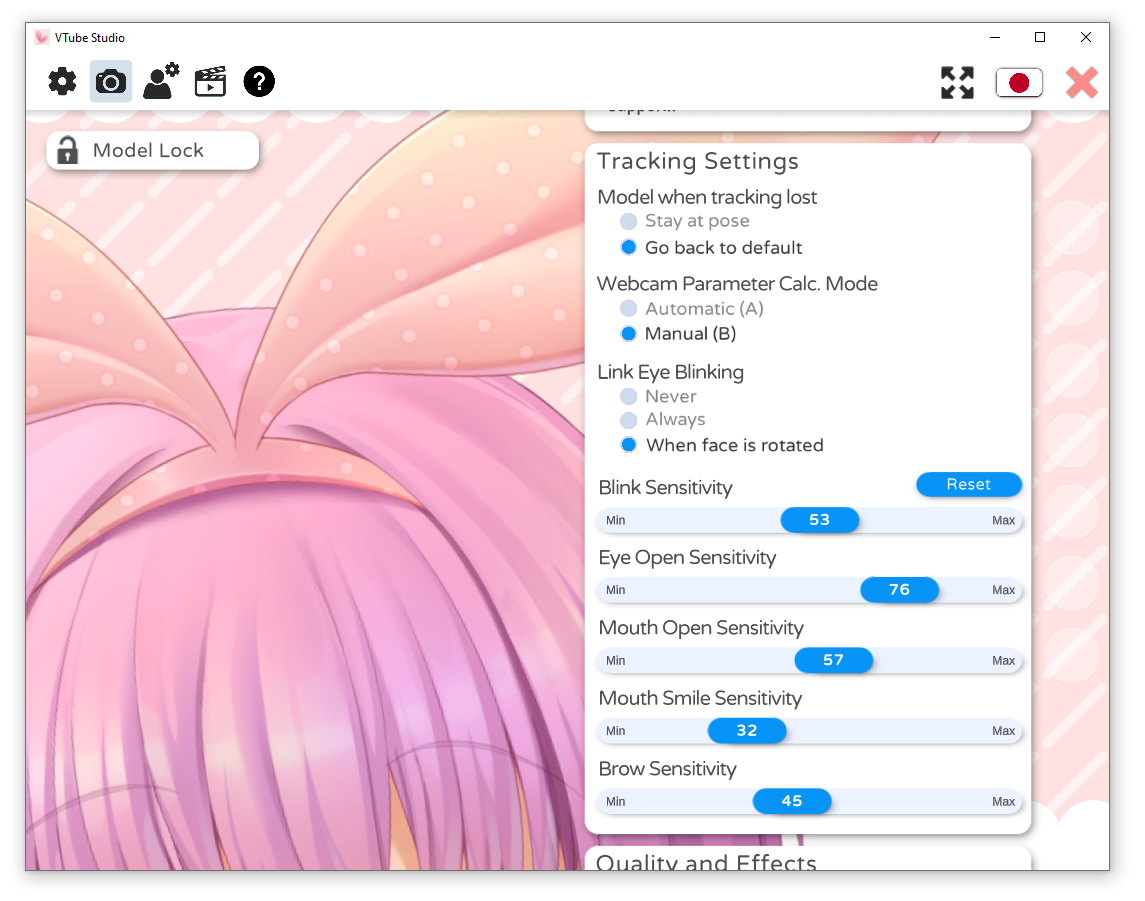 VTube Studio
Model Lock
Tracking Settings
Model when tracking lost
Stay at pose
Go back to default
Webcam Parameter Calc. Mode
Automatic (A)
Manual (B)
Link Eye Blinking
Never
Always
When face is rotated
Blink Sensitivity
Reset
Min 53 Max
Eye Open Sensitivity
Min 76 Max
Mouth Open Sensitivity
Min 57 Max
Mouth Smile Sensitivity
Min 32 Max
Brow Sensitivity
Min 45 Max
Quality and Effects